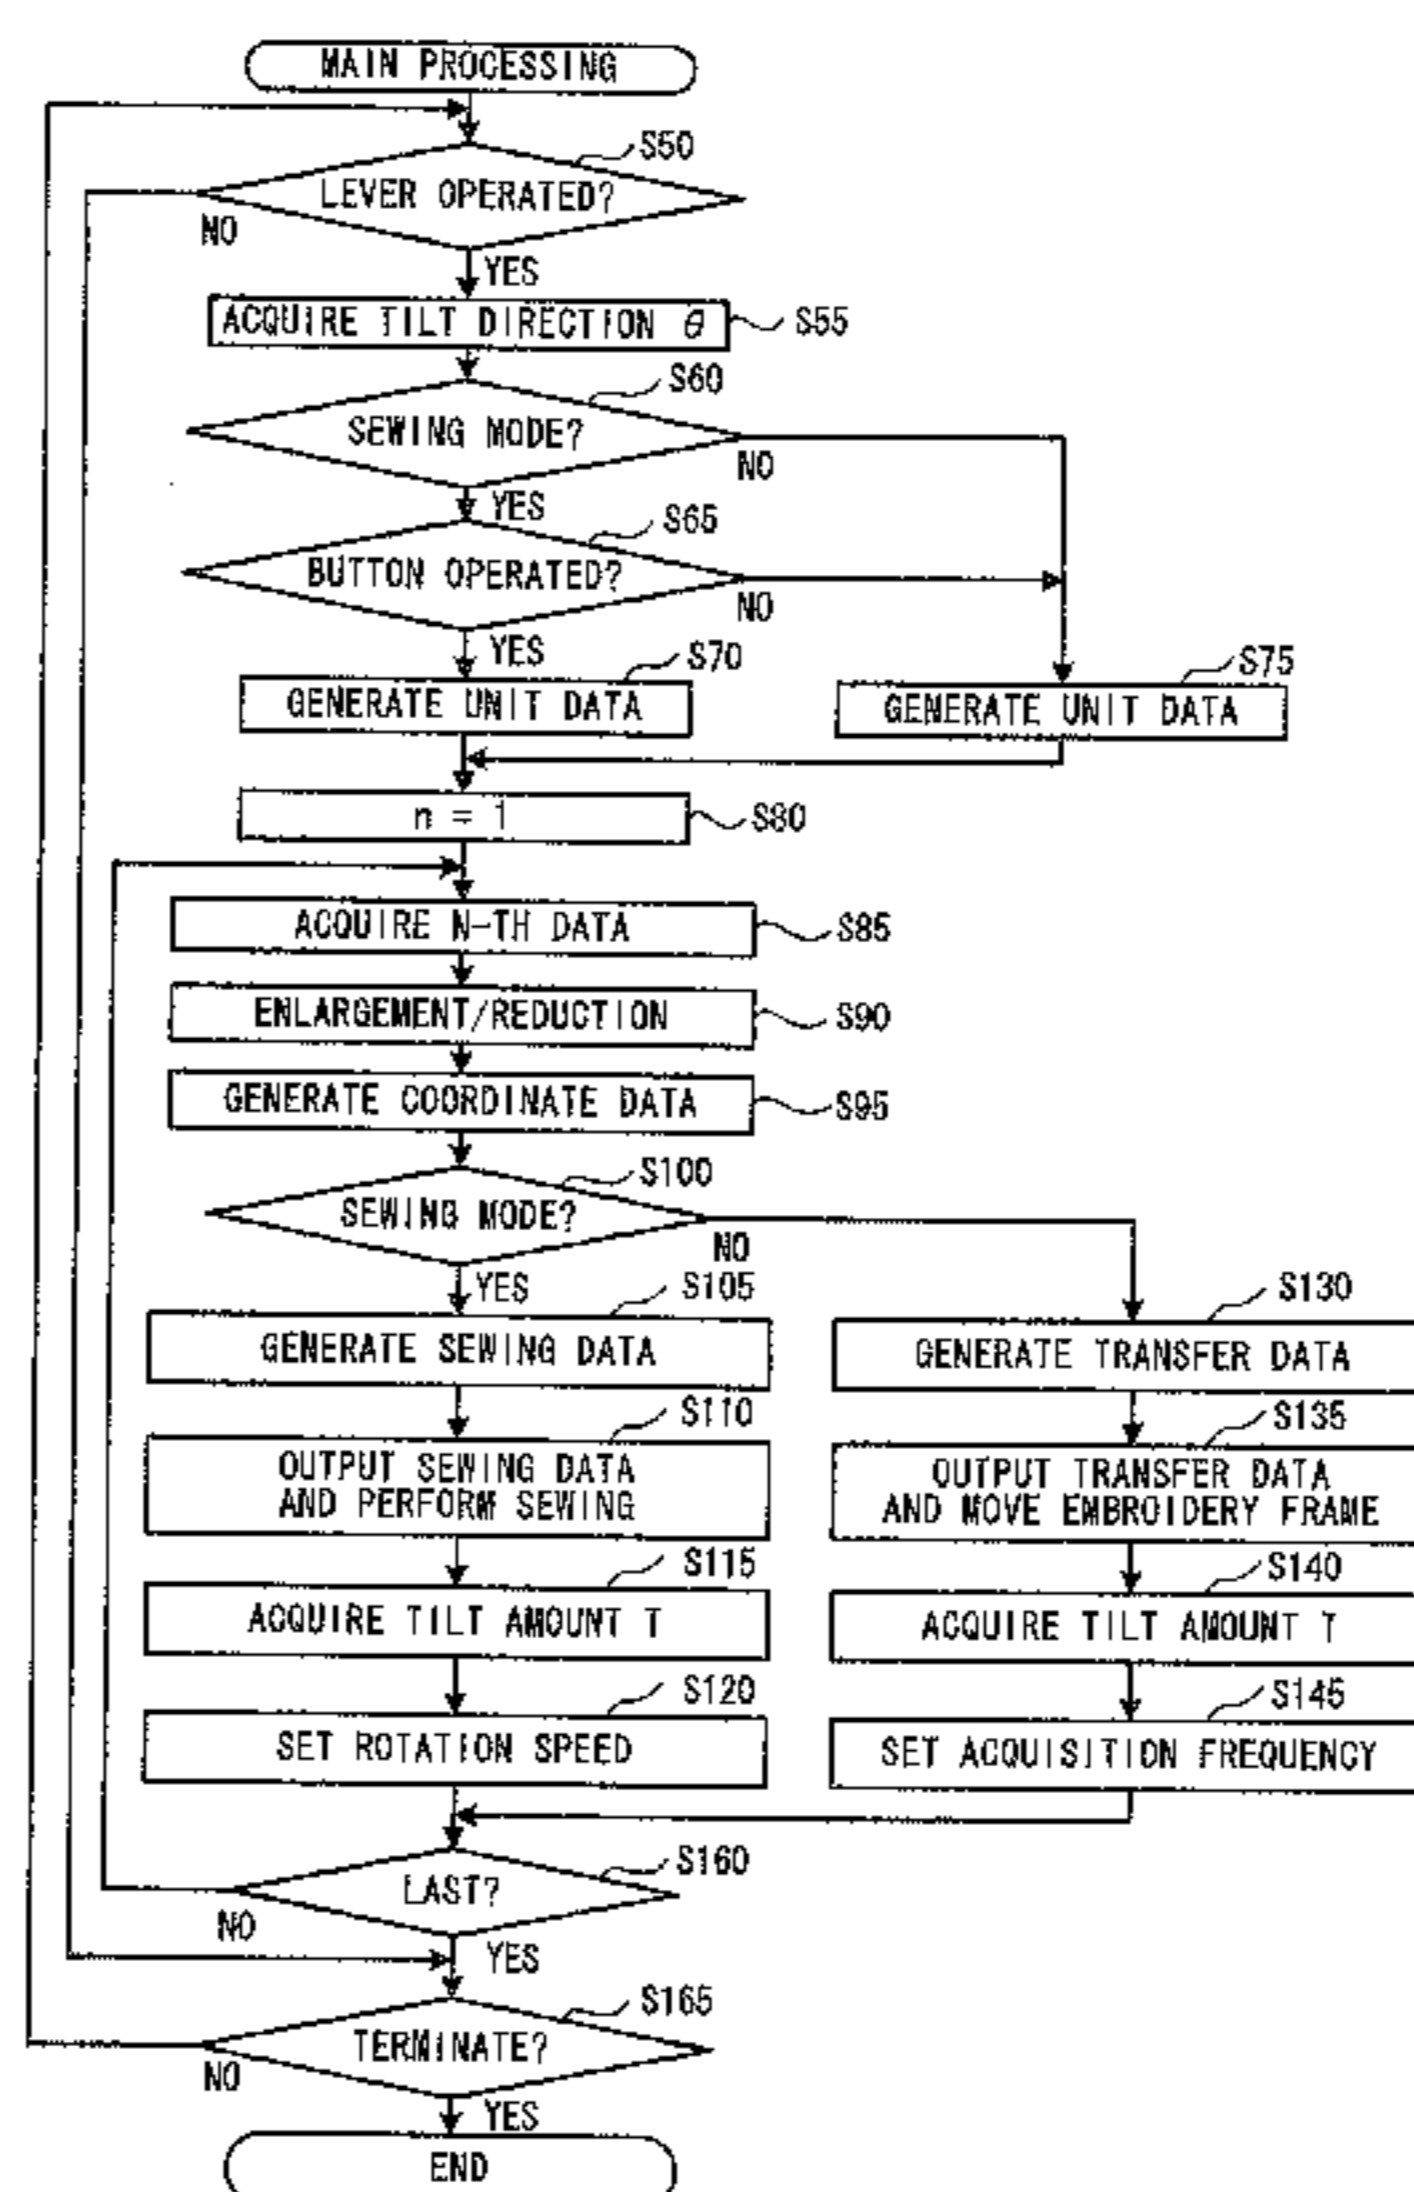 MAIN PROCESSING
S50
LEVER OPERATED?
NO
YES
ACQUIRE TILT DIRECTION θ
S55
S60
SEWING MODE?
NO
YES
S65
BUTTON OPERATED?
NO
YES
S70
GENERATE UNIT DATA
S75
GENERATE UNIT DATA
n = 1
S80
ACQUIRE N-TH DATA
S85
ENLARGEMENT/REDUCTION
S90
GENERATE COORDINATE DATA
S95
S100
SEWING MODE?
NO
YES
S105
GENERATE SEWING DATA
S130
GENERATE TRANSFER DATA
S110
OUTPUT SEWING DATA
AND PERFORM SEWING
S135
OUTPUT TRANSFER DATA
AND MOVE EMBROIDERY FRAME
S115
ACQUIRE TILT AMOUNT T
S140
ACQUIRE TILT AMOUNT T
S120
SET ROTATION SPEED
S145
SET ACQUISITION FREQUENCY
S160
LAST?
NO
YES
S165
TERMINATE?
NO
YES
END